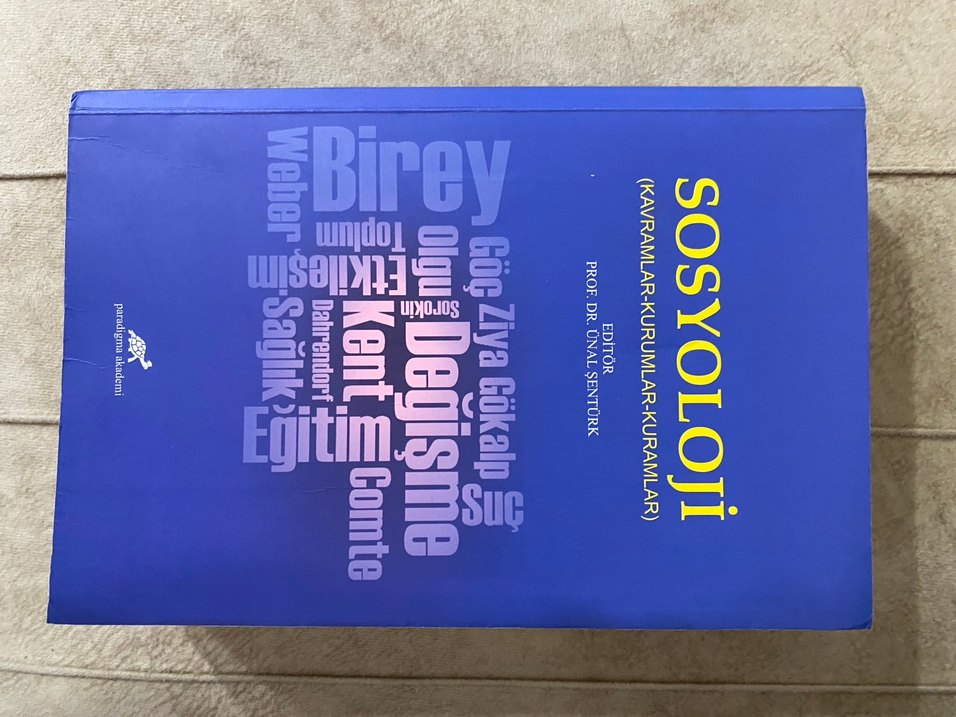 SOSYOLOJİ
(KAVRAMLAR-KURUMLAR-KURAMLAR)
EDİTÖR
PROF. DR. ÜNAL ŞENTÜRK
Birey
Göç
Ziya Gökalp
Suç
Olgu
Sorokin
Değişme
Toplum
Etkileşim
Kent
Comte
Dahrendorf
Weber
Sağlık
Eğitim
paradigma akademi